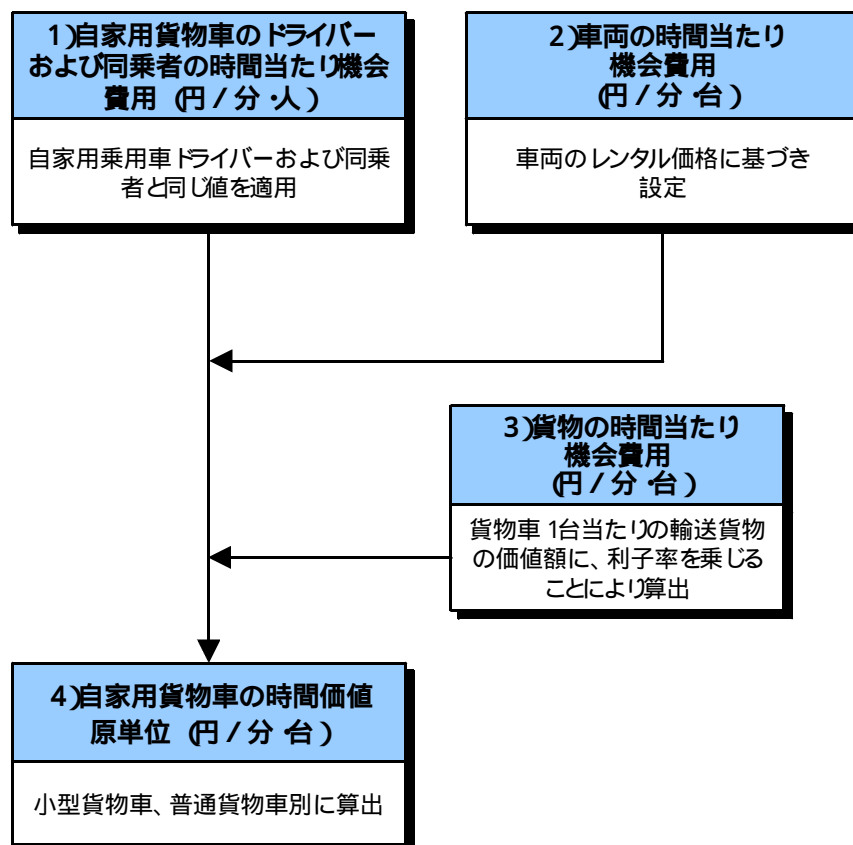 1)自家用貨物車のドライバー
および同乗者の時間当たり機会
費用 (円/分・人)
自家用乗用車ドライバーおよび同乗
者と同じ値を適用
2)車両の時間当たり
機会費用
(円/分・台)
車両のレンタル価格に基づき
設定
3)貨物の時間当たり
機会費用
(円/分・台)
貨物車 1台当たりの輸送貨物
の価値額に、利子率を乗じる
ことにより算出
4)自家用貨物車の時間価値
原単位 (円/分・台)
小型貨物車、普通貨物車別に算出